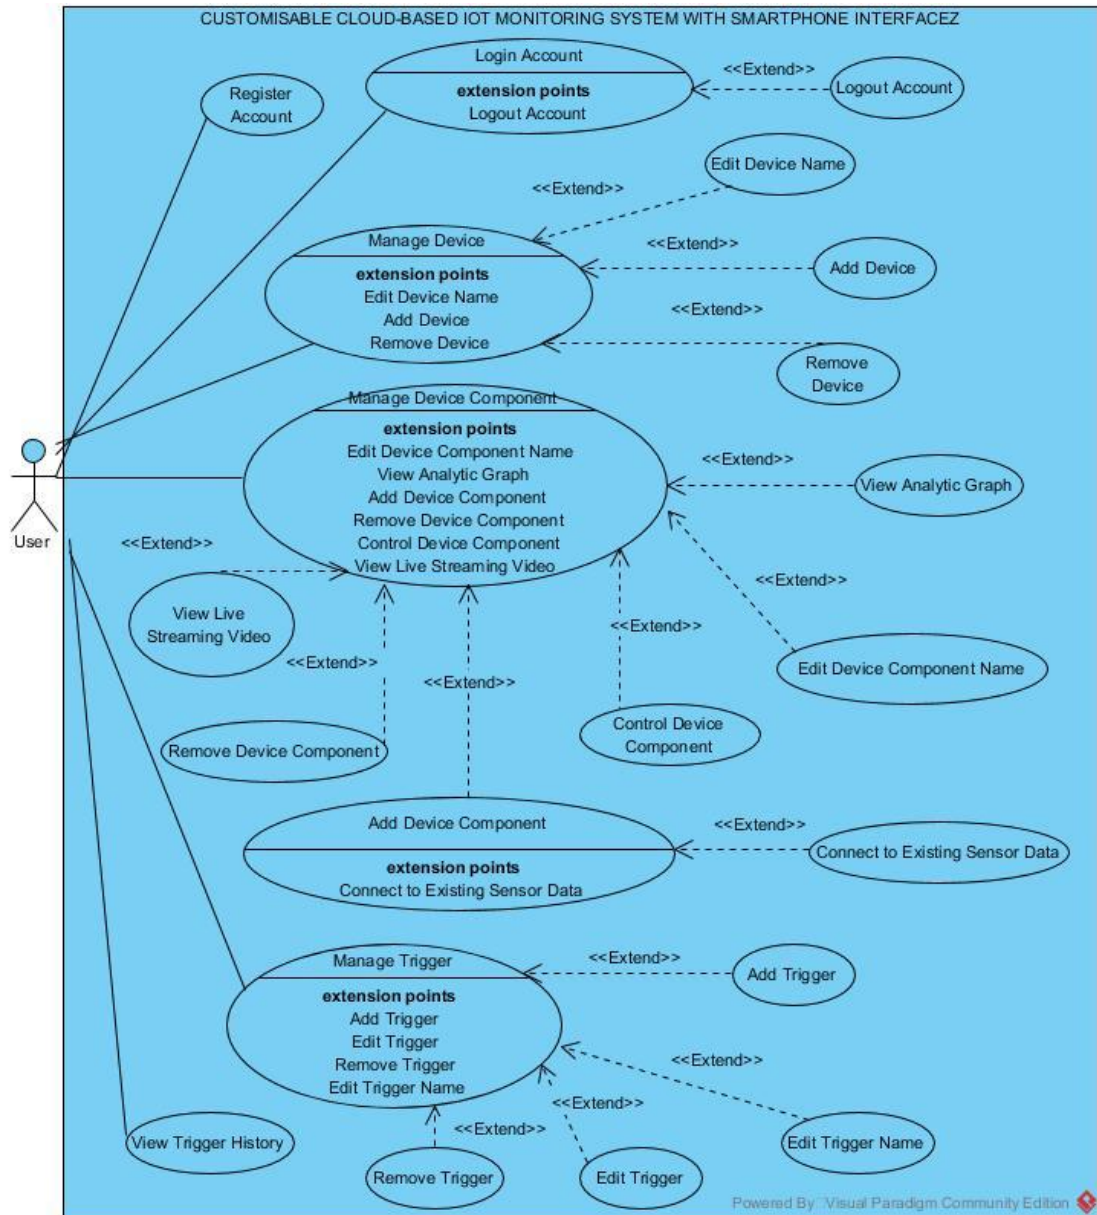 CUSTOMISABLE CLOUD-BASED IOT MONITORING SYSTEM WITH SMARTPHONE INTERFACEZ
Login Account
extension points
Logout Account
<<Extend>>
Logout Account
Register
Account
Edit Device Name
<<Extend>>
Manage Device
extension points
Edit Device Name
Add Device
Remove Device
<<Extend>>
Add Device
<<Extend>>
Remove
Device
Manage Device Component
extension points
Edit Device Component Name
View Analytic Graph
Add Device Component
Remove Device Component
Control Device Component
View Live Streaming Video
<<Extend>>
View Analytic Graph
User
<<Extend>>
View Live
Streaming Video
<<Extend>>
Edit Device Component Name
<<Extend>>
Control Device
Component
<<Extend>>
Remove Device Component
<<Extend>>
Add Device Component
extension points
Connect to Existing Sensor Data
<<Extend>>
Connect to Existing Sensor Data
Manage Trigger
extension points
Add Trigger
Edit Trigger
Remove Trigger
Edit Trigger Name
<<Extend>>
Add Trigger
<<Extend>>
Edit Trigger Name
<<Extend>>
Edit Trigger
<<Extend>>
Remove Trigger
View Trigger History
Powered By Visual Paradigm Community Edition